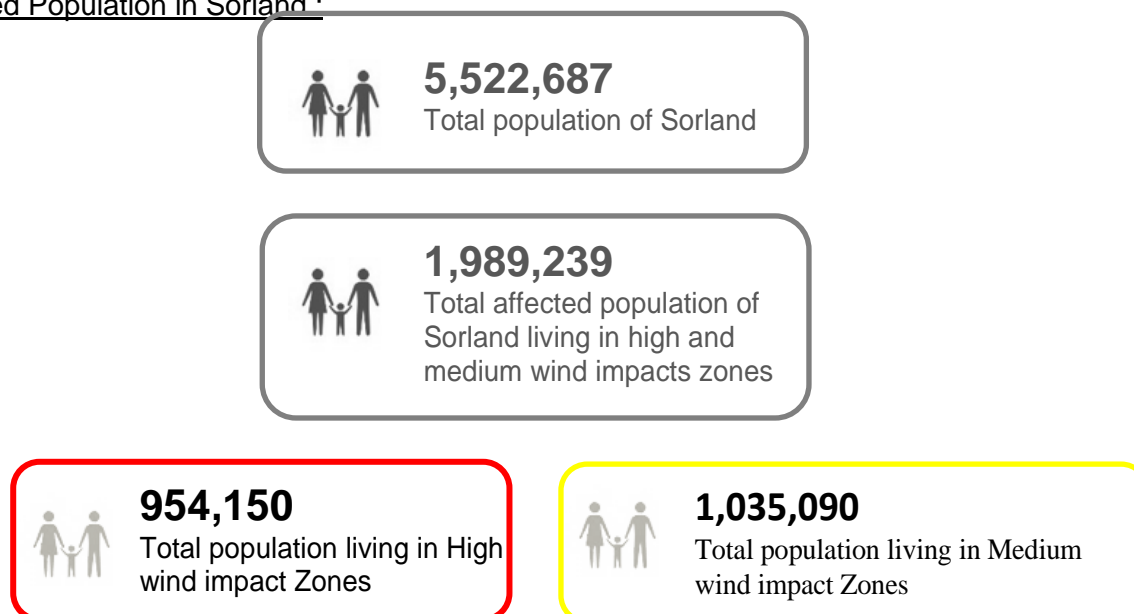 ed Population in Sorland :
5,522,687
Total population of Sorland
1,989,239
Total affected population of
Sorland living in high and
medium wind impacts zones
954,150
Total population living in High
wind impact Zones
1,035,090
Total population living in Medium
wind impact Zones